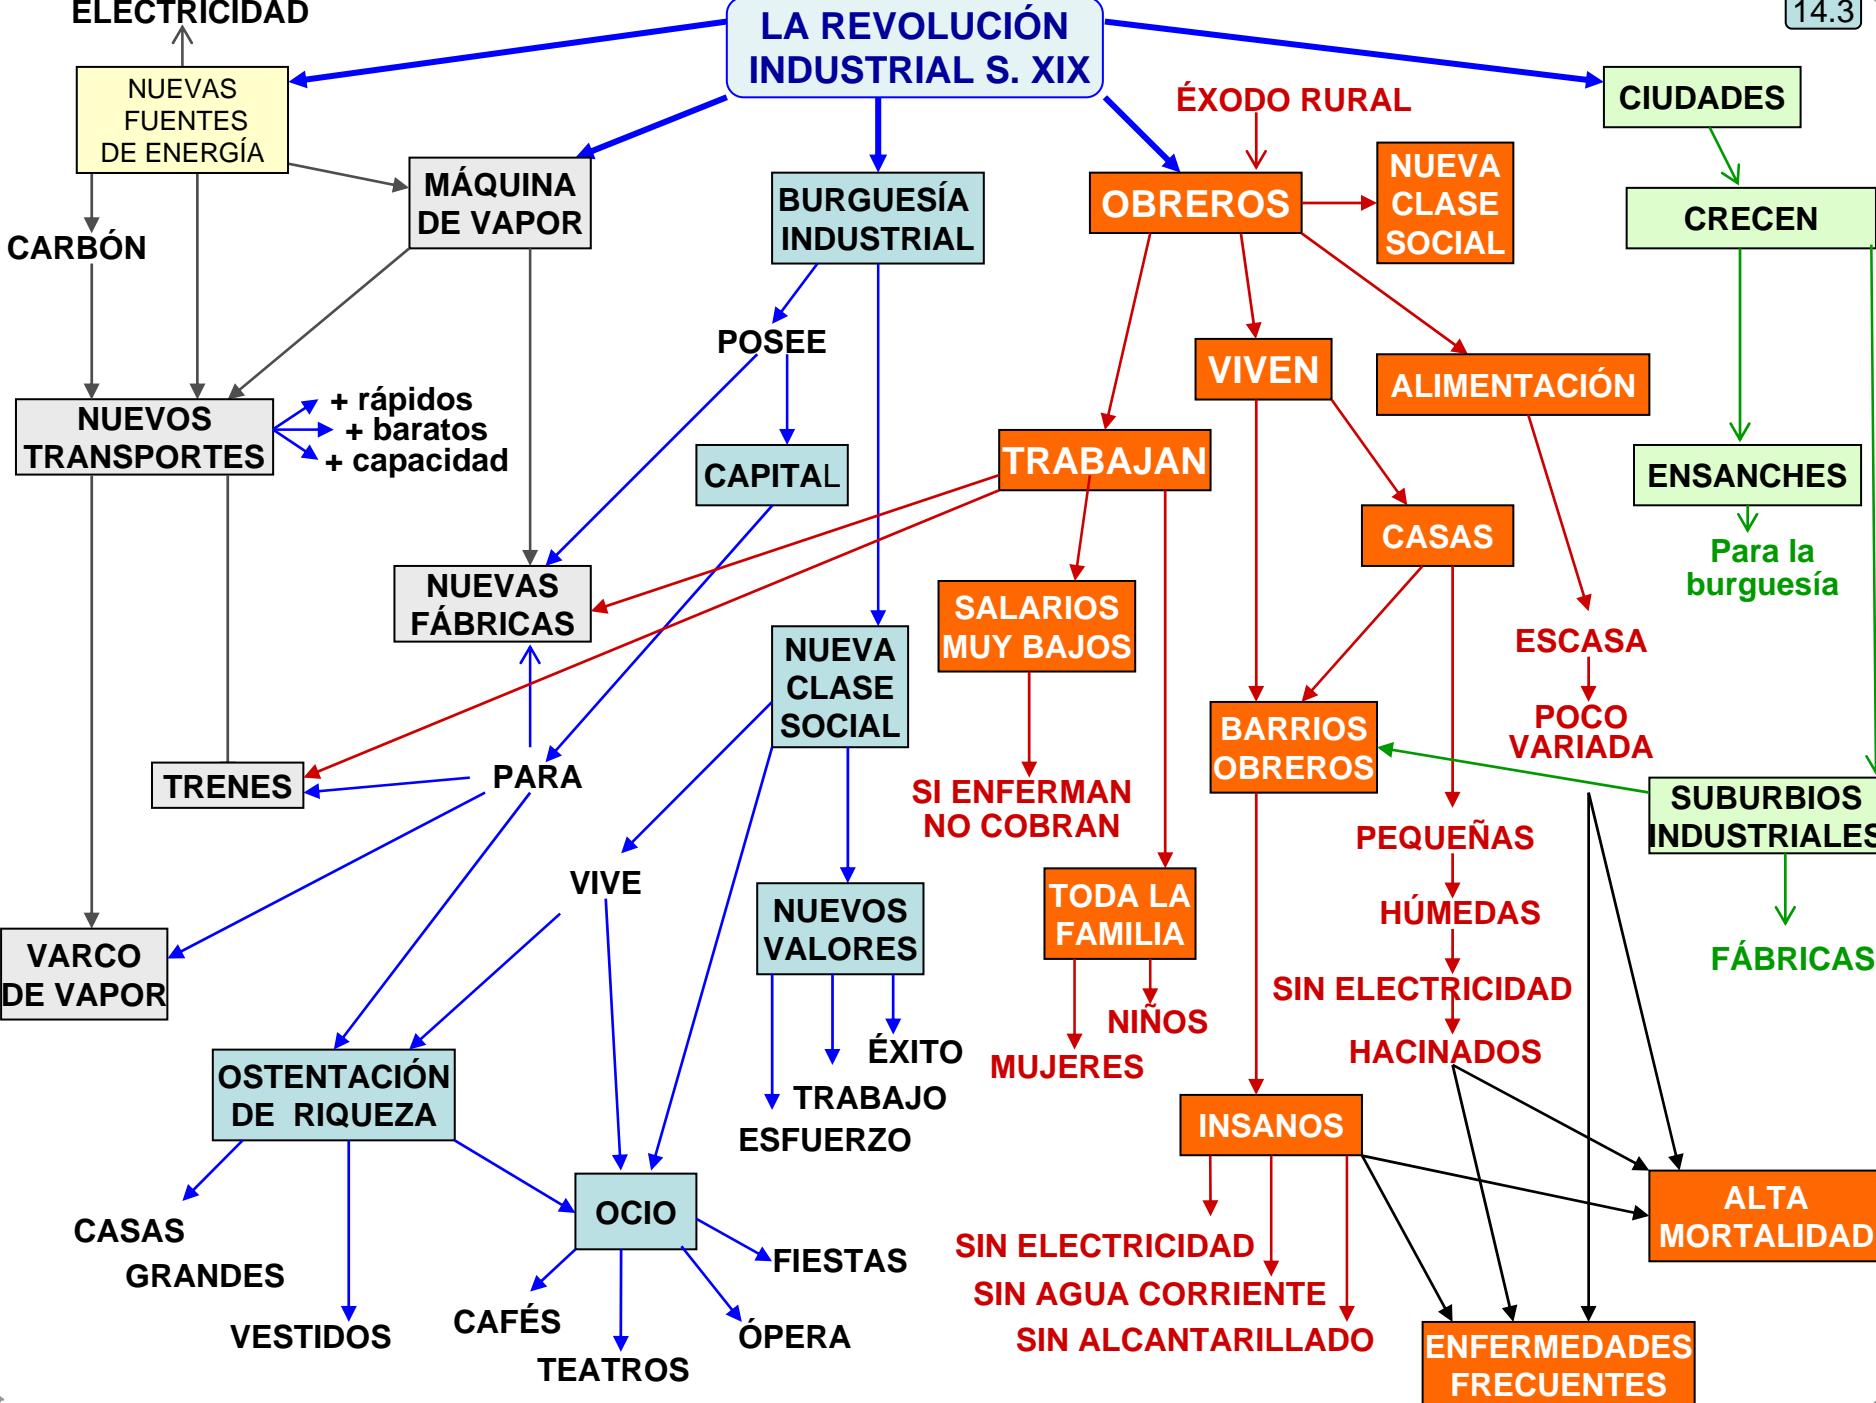 ELECTRICIDAD
LA REVOLUCIÓN
INDUSTRIAL S. XIX
14.3
NUEVAS
FUENTES
DE ENERGÍA
CIUDADES
ÉXODO RURAL
MÁQUINA
DE VAPOR
BURGUESÍA
INDUSTRIAL
OBREROS
NUEVA
CLASE
SOCIAL
CRECEN
CARBÓN
POSEE
VIVEN
ALIMENTACIÓN
NUEVOS
TRANSPORTES
+ rápidos
+ baratos
+ capacidad
CAPITAL
TRABAJAN
ENSANCHES
CASAS
Para la
burguesía
NUEVAS
FÁBRICAS
SALARIOS
MUY BAJOS
NUEVA
CLASE
SOCIAL
ESCASA
POCO
VARIADA
BARRIOS
OBREROS
TRENES
PARA
SI ENFERMAN
NO COBRAN
SUBURBIOS
INDUSTRIALES
PEQUEÑAS
VIVE
NUEVOS
VALORES
TODA LA
FAMILIA
HÚMEDAS
VARCO
DE VAPOR
FÁBRICAS
SIN ELECTRICIDAD
NIÑOS
MUJERES
HACINADOS
ÉXITO
TRABAJO
ESFUERZO
OSTENTACIÓN
DE RIQUEZA
INSANOS
OCIO
ALTA
MORTALIDAD
CASAS
GRANDES
VESTIDOS
FIESTAS
CAFÉS
ÓPERA
TEATROS
SIN ELECTRICIDAD
SIN AGUA CORRIENTE
SIN ALCANTARILLADO
ENFERMEDADES
FRECUENTES